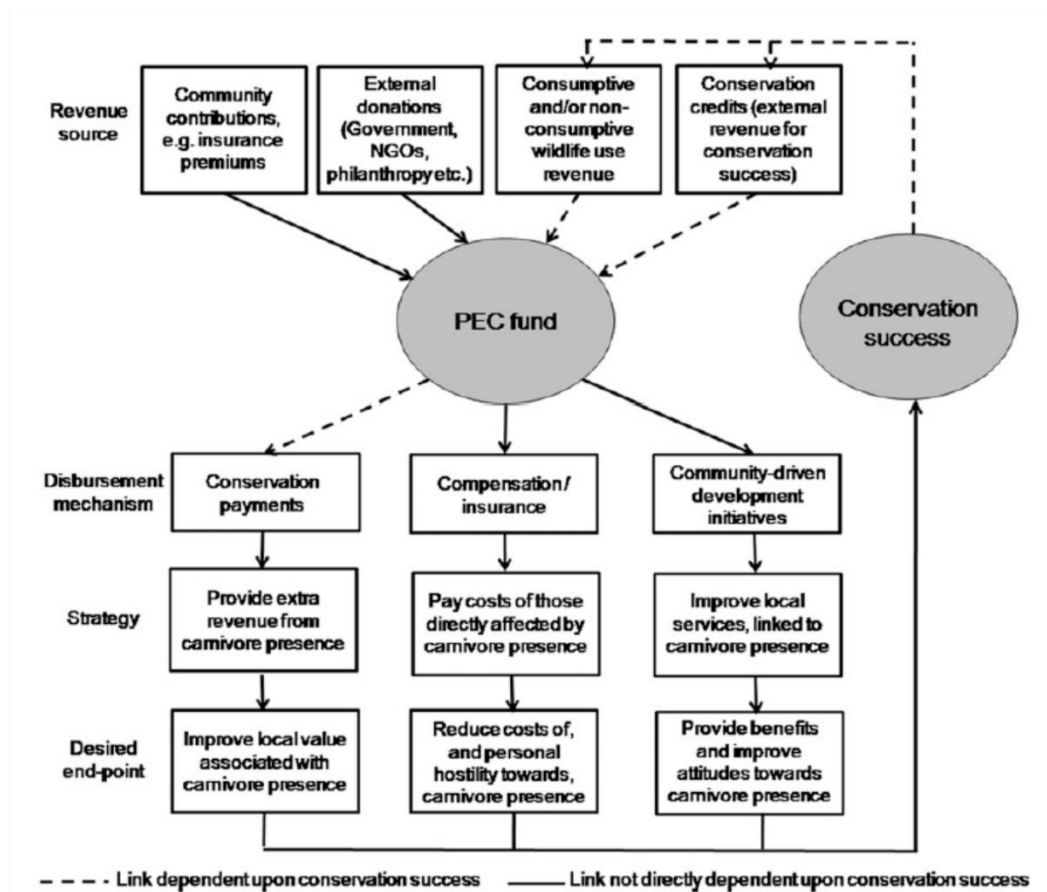 Revenue
source
Community
contributions,
e.g. insurance
premiums
External
donations
(Government,
NGOs,
philanthropy etc.)
Consumptive
and/or non-
consumptive
wildlife use
revenue
Conservation
credits (external
revenue for
conservation
success)
PEC fund
Conservation
success
Disbursement
mechanism
Conservation
payments
Compensation /
insurance
Community-driven
development
initiatives
Strategy
Provide extra
revenue from
carnivore presence
Pay costs of those
directly affected by
carnivore presence
Improve local
services, linked to
carnivore presence
Desired
end-point
Improve local value
associated with
carnivore presence
Reduce costs of,
and personal
hostility towards,
carnivore presence
Provide benefits
and improve
attitudes towards
carnivore presence
Link dependent upon conservation success
Link not directly dependent upon conservation success